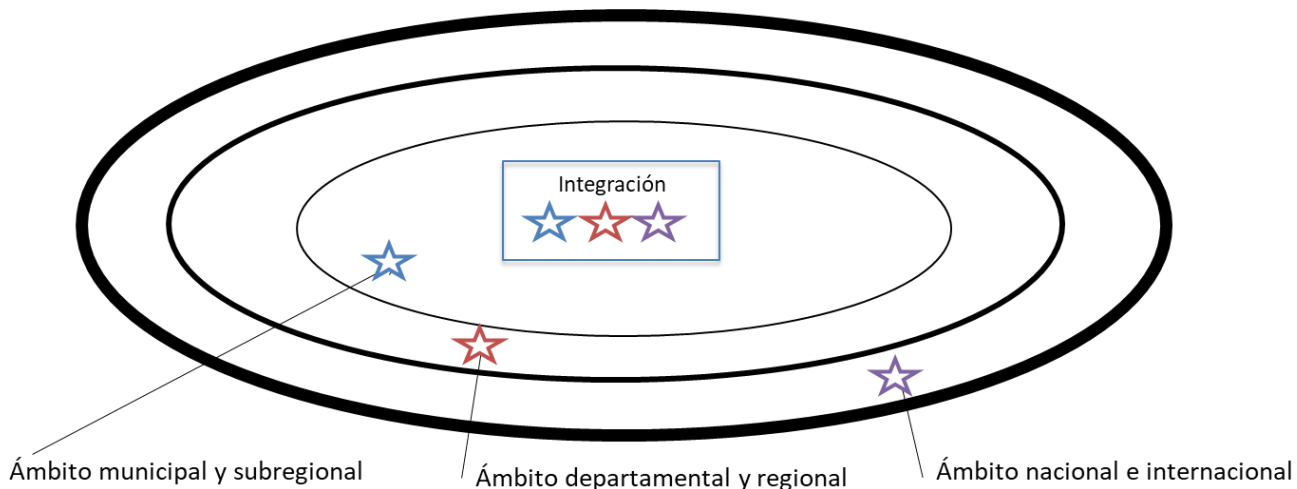 Integración
Ámbito municipal y subregional
Ámbito departamental y regional
Ámbito nacional e internacional